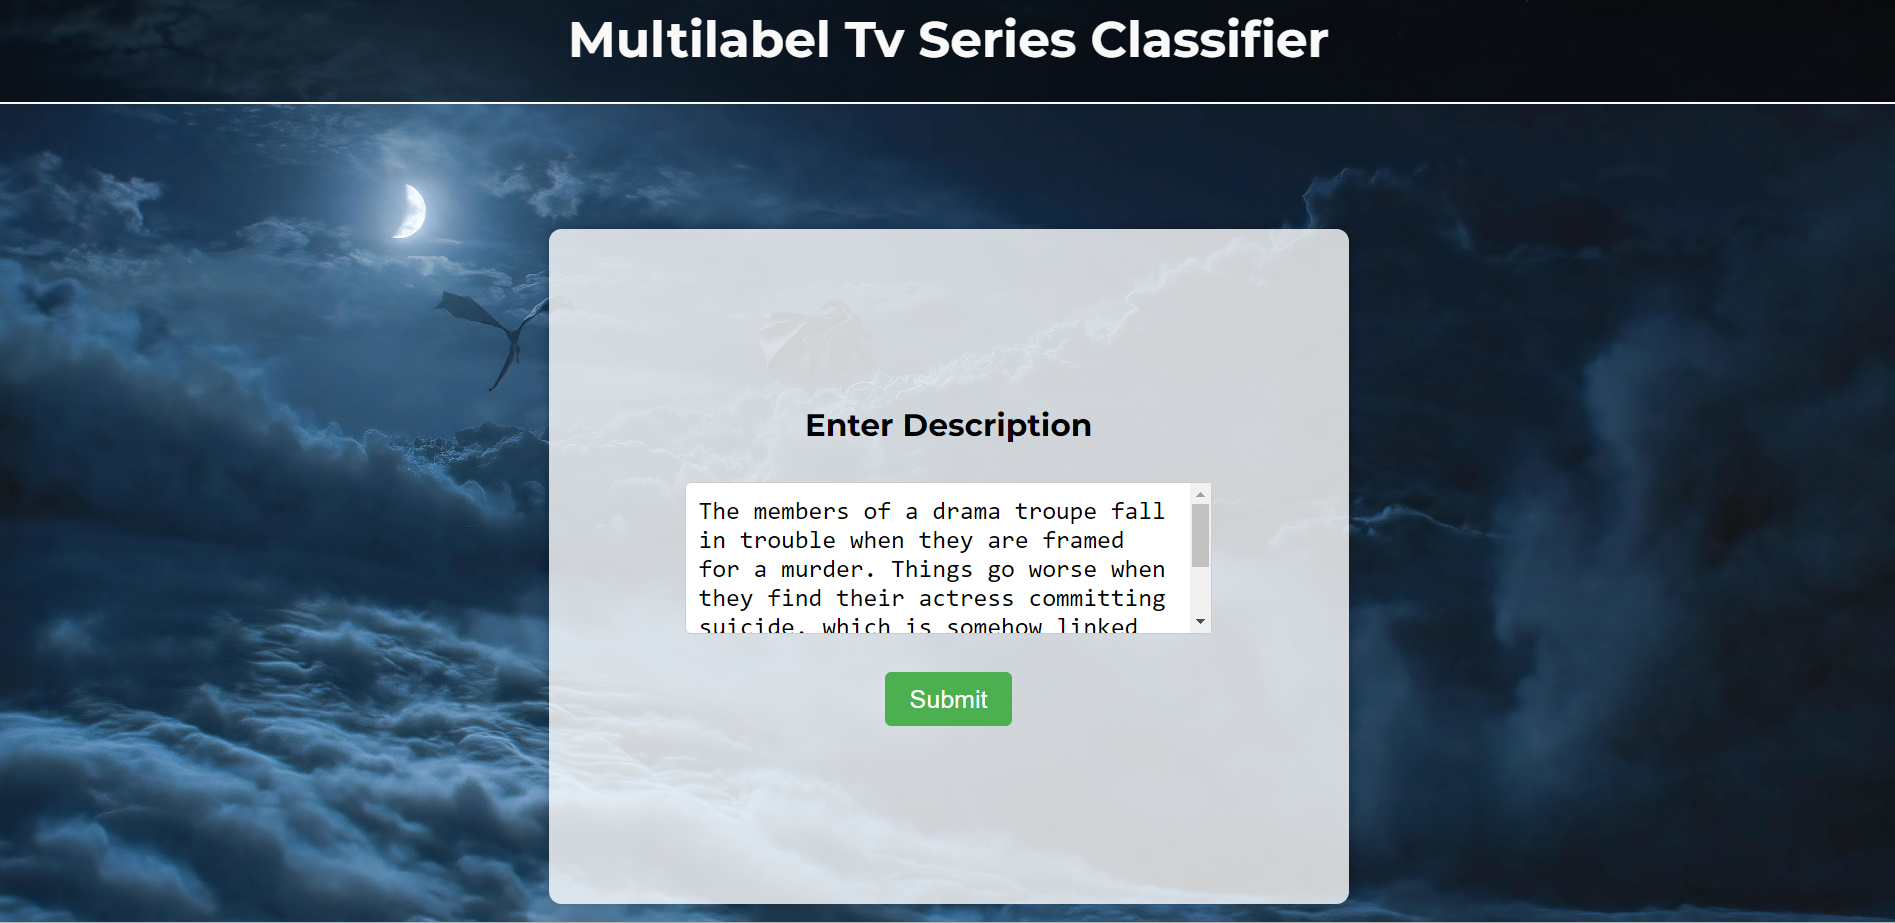 Multilabel Tv Series Classifier
Enter Description
The members of a drama troupe fall
in trouble when they are framed
for a murder. Things go worse when
they find their actress committing
suicide, which is somehow linked
Submit